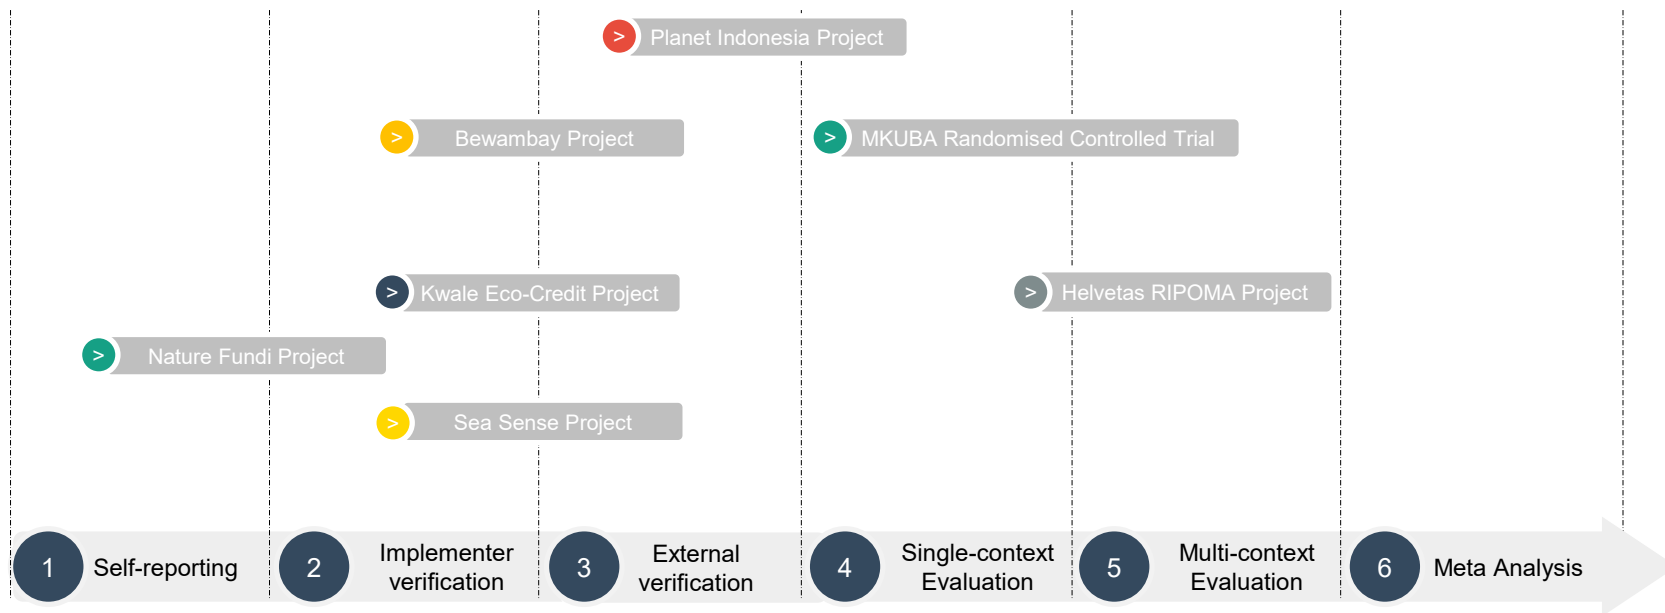 > Planet Indonesia Project
> Bewambay Project
> MKUBA Randomised Controlled Trial
> Kwale Eco-Credit Project
> Helvetas RIPOMA Project
> Nature Fundi Project
> Sea Sense Project
1 Self-reporting
2 Implementer
verification
3 External
verification
4 Single-context
Evaluation
5 Multi-context
Evaluation
6 Meta Analysis